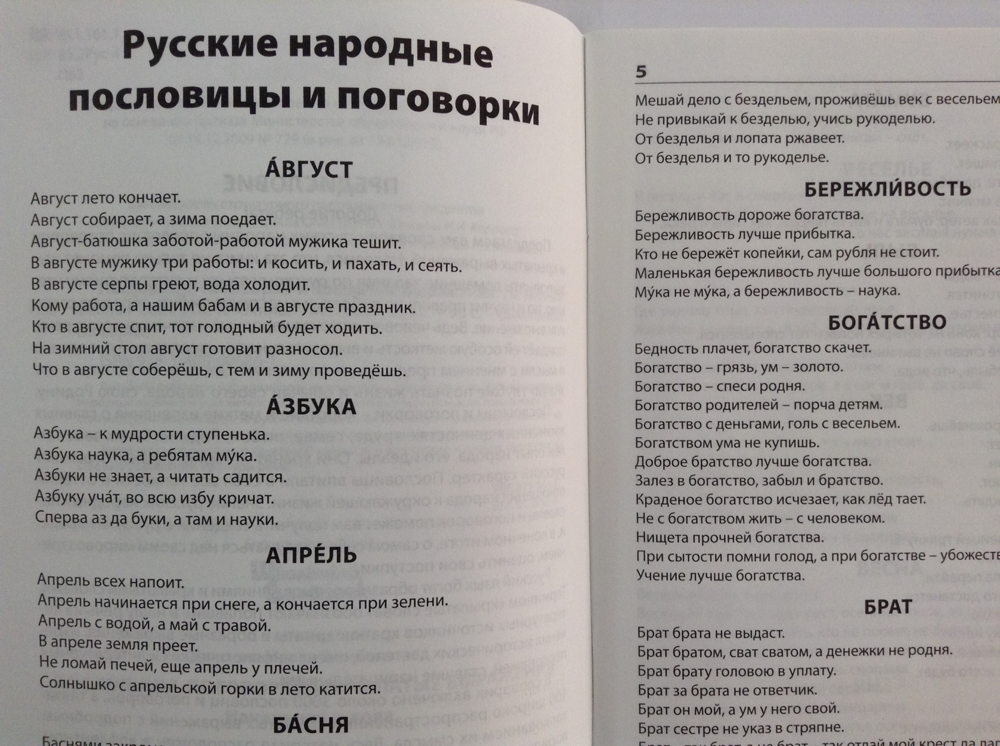 Русские народные
пословицы и поговорки
А́ВГУСТ
Август лето кончает.
Август собирает, а зима поедает.
Август-батюшка заботой-работой мужика тешит.
В августе мужику три работы: и косить, и пахать, и сеять.
В августе серпы греют, вода холодит.
Кому работа, а нашим бабам и в августе праздник.
Кто в августе спит, тот голодный будет ходить.
На зимний стол август готовит разносол.
Что в августе соберёшь, с тем и зиму проведёшь.
А́ЗБУКА
Азбука – к мудрости ступенька.
Азбука наука, а ребятам му́ка.
Азбуки не знает, а читать садится.
Азбуку уча́т, во всю избу кричат.
Сперва аз да буки, а там и науки.
АПРЕ́ЛЬ
Апрель всех напоит.
Апрель начинается при снеге, а кончается при зелени.
Апрель с водой, а май с травой.
В апреле земля преет.
Не ломай печей, еще апрель у плечей.
Солнышко с апрельской горки в лето катится.
БА́СНЯ
Баснями
5
Мешай дело с бездельем, проживёшь век с весельем
Не привыкай к безделью, учись рукоделью.
От безделья и лопата ржавеет.
От безделья и то рукоделье.
БЕРЕЖЛИ́ВОСТЬ
Бережливость дороже богатства.
Бережливость лучше прибытка.
Кто не бережёт копейки, сам рубля не стоит.
Маленькая бережливость лучше большого прибытка
Му́ка не му́ка, а бережливость – наука.
БОГА́ТСТВО
Бедность плачет, богатство скачет.
Богатство – грязь, ум – золото.
Богатство – спеси родня.
Богатство родителей – порча детям.
Богатство с деньгами, голь с весельем.
Богатством ума не купишь.
Доброе братство лучше богатства.
Залез в богатство, забыл и братство.
Краденое богатство исчезает, как лёд тает.
Не с богатством жить – с человеком.
Нищета прочней богатства.
При сытости помни голод, а при богатстве – убожеств
Учение лучше богатства.
БРАТ
Брат брата не выдаст.
Брат братом, сват сватом, а денежки не родня.
Брат брату головою в уплату.
Брат за брата не ответчик.
Брат он мой, а ум у него свой.
Брат сестре не указ в стряпне.
Брат – так брат, а не брат – так отдай мой крест да